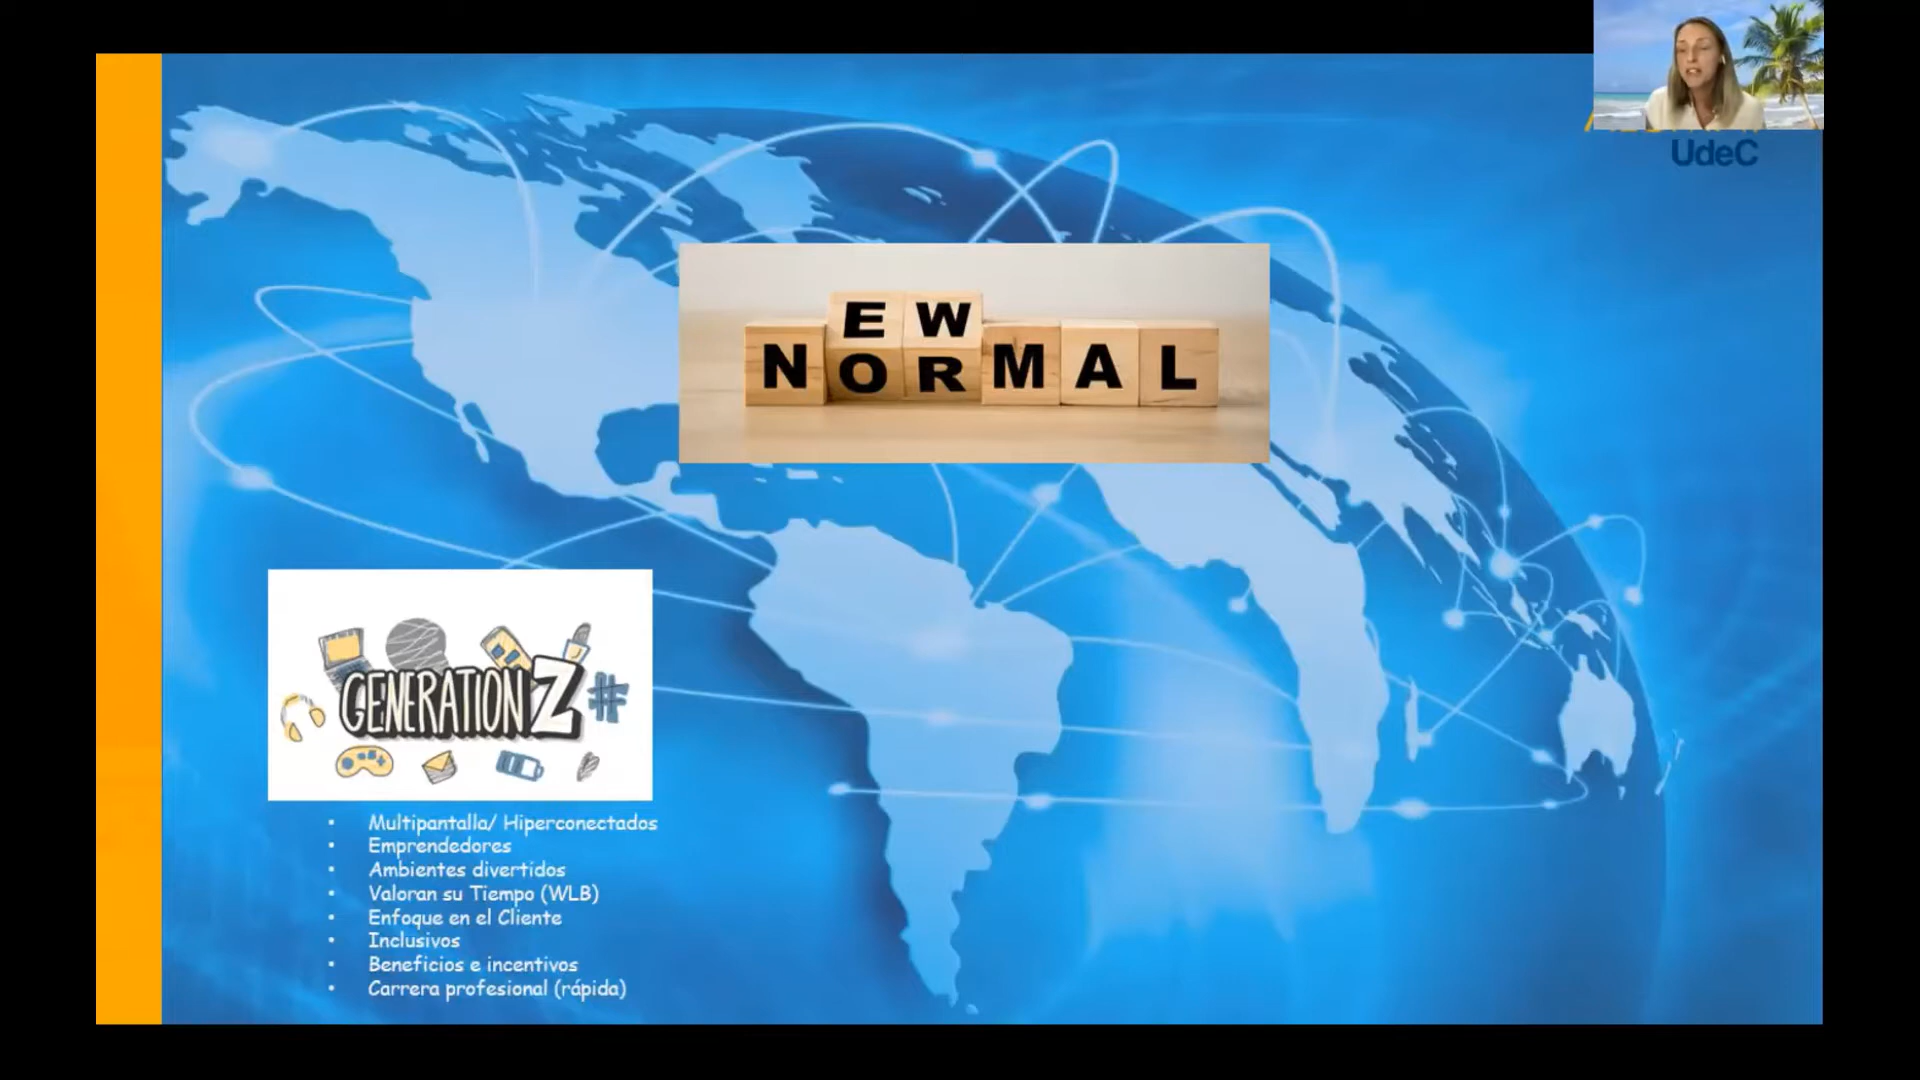 UdeC
EW
NORMAL
GENERATION Z #
• Multipantalla/ Hiperconectados
• Emprendedores
• Ambientes divertidos
• Valoran su Tiempo (WLB)
• Enfoque en el Cliente
• Inclusivos
• Beneficios e incentivos
• Carrera profesional (rápida)